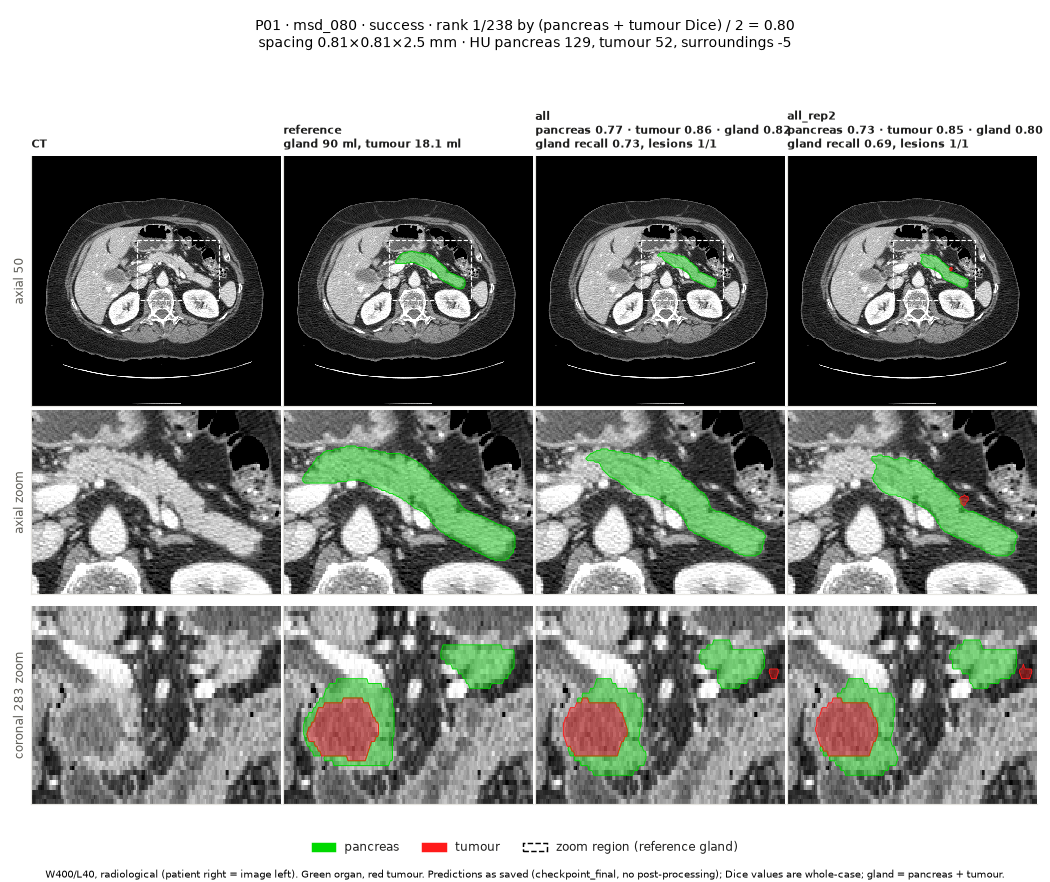 P01 · msd_080 · success · rank 1/238 by (pancreas + tumour Dice) / 2 = 0.80
spacing 0.81×0.81×2.5 mm · HU pancreas 129, tumour 52, surroundings -5
CT
reference
gland 90 ml, tumour 18.1 ml
all
pancreas 0.77 · tumour 0.86 · gland 0.82
gland recall 0.73, lesions 1/1
all_rep2
pancreas 0.73 · tumour 0.85 · gland 0.80
gland recall 0.69, lesions 1/1
axial 50
axial zoom
coronal 283 zoom
pancreas
tumour
zoom region (reference gland)
W400/L40, radiological (patient right = image left). Green organ, red tumour. Predictions as saved (checkpoint_final, no post-processing); Dice values are whole-case; gland = pancreas + tumour.